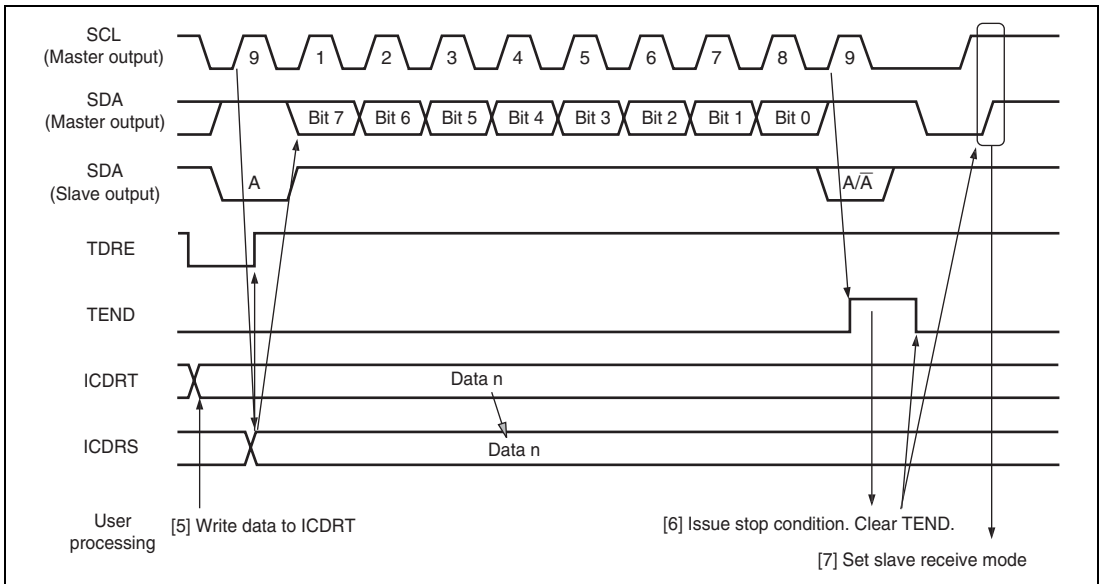 SCL
(Master output)
9 1 2 3 4 5 6 7 8 9
SDA
(Master output)
Bit 7 Bit 6 Bit 5 Bit 4 Bit 3 Bit 2 Bit 1 Bit 0
SDA
(Slave output)
A A/A̅
TDRE
TEND
ICDRT
Data n
ICDRS
Data n
User
processing
[5] Write data to ICDRT
[6] Issue stop condition. Clear TEND.
[7] Set slave receive mode